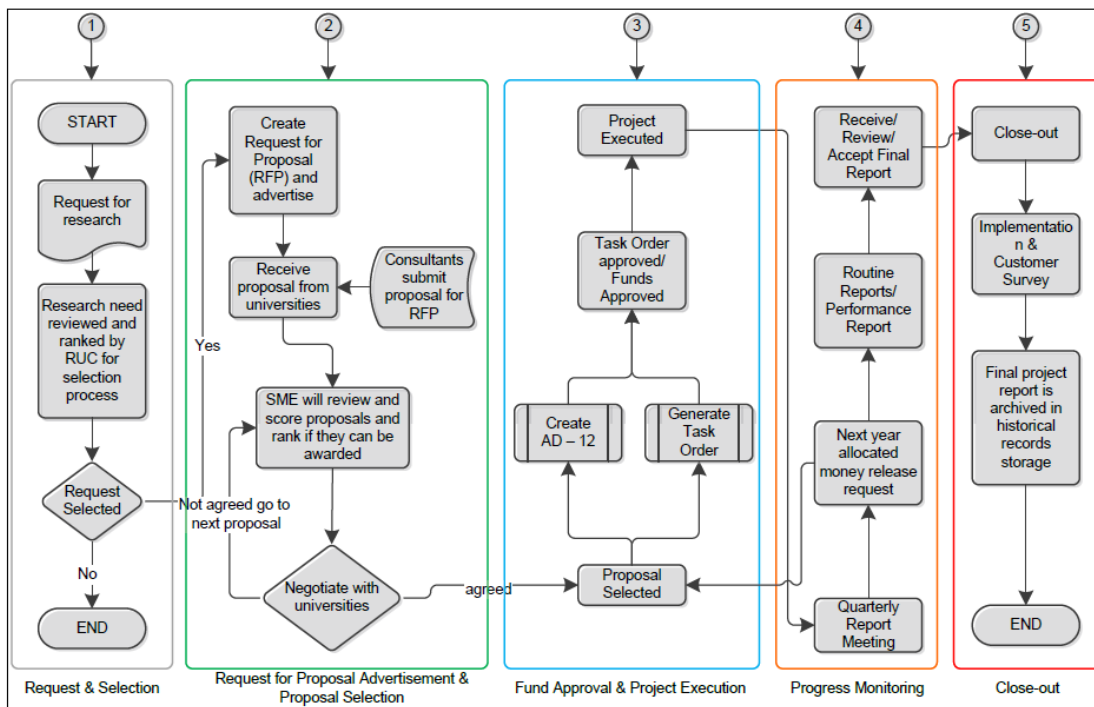 1
2
3
4
5
START
Request for
research
Research need
reviewed and
ranked by
RUC for
selection
process
Request
Selected
No
END
Yes
Create
Request for
Proposal
(RFP) and
advertise
Receive
proposal from
universities
Consultants
submit
proposal for
RFP
SME will review and
score proposals and
rank if they can be
awarded
Not agreed go to
next proposal
Negotiate with
universities
agreed
Project
Executed
Task Order
approved/
Funds
Approved
Create
AD – 12
Generate
Task
Order
Proposal
Selected
Receive/
Review/
Accept Final
Report
Routine
Reports/
Performance
Report
Next year
allocated
money release
request
Quarterly
Report
Meeting
Close-out
Implementatio
n & Customer
Survey
Final project
report is
archived in
historical
records
storage
END
Request & Selection
Request for Proposal Advertisement &
Proposal Selection
Fund Approval & Project Execution
Progress Monitoring
Close-out